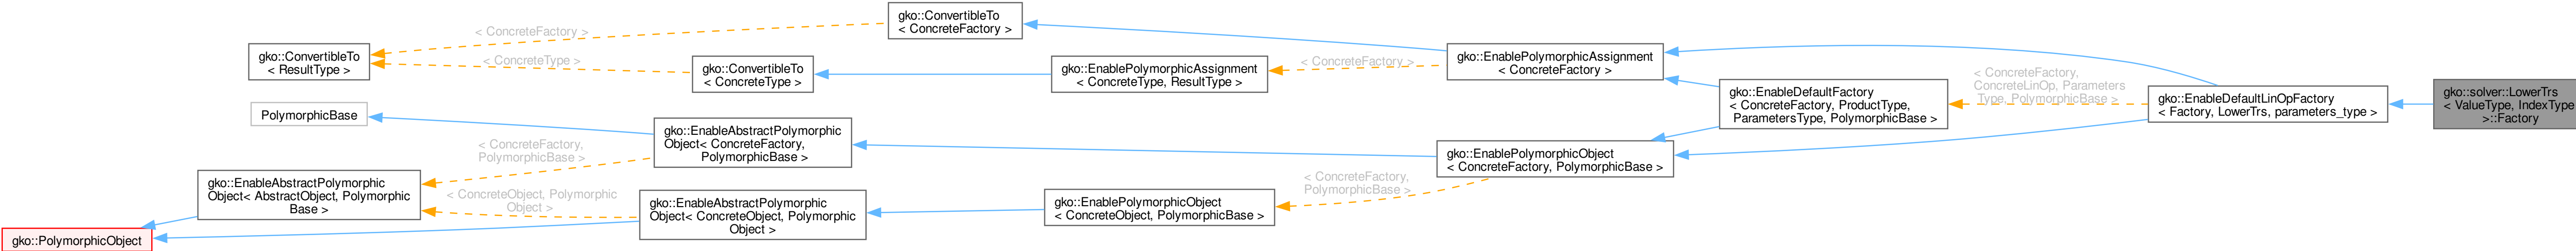 gko::ConvertibleTo
< ConcreteFactory >
< ConcreteFactory >
gko::ConvertibleTo
< ResultType >
< ConcreteType >
gko::ConvertibleTo
< ConcreteType >
gko::EnablePolymorphicAssignment
< ConcreteType, ResultType >
< ConcreteFactory >
gko::EnablePolymorphicAssignment
< ConcreteFactory >
PolymorphicBase
gko::EnableAbstractPolymorphic
Object< ConcreteFactory,
PolymorphicBase >
gko::EnableDefaultFactory
< ConcreteFactory, ProductType,
ParametersType, PolymorphicBase >
< ConcreteFactory,
ConcreteLinOp, Parameters
Type, PolymorphicBase >
gko::EnableDefaultLinOpFactory
< Factory, LowerTrs, parameters_type >
gko::solver::LowerTrs
< ValueType, IndexType
>::Factory
< ConcreteFactory,
PolymorphicBase >
gko::EnablePolymorphicObject
< ConcreteFactory, PolymorphicBase >
gko::EnableAbstractPolymorphic
Object< AbstractObject, Polymorphic
Base >
< ConcreteObject, Polymorphic
Object >
gko::EnableAbstractPolymorphic
Object< ConcreteObject, Polymorphic
Object >
gko::EnablePolymorphicObject
< ConcreteObject, PolymorphicBase >
< ConcreteFactory,
PolymorphicBase >
gko::PolymorphicObject